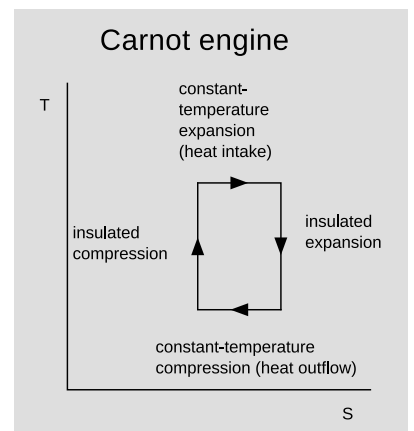 Carnot engine
T
constant-
temperature
expansion
(heat intake)
insulated
compression
insulated
expansion
constant-temperature
compression (heat outflow)
S